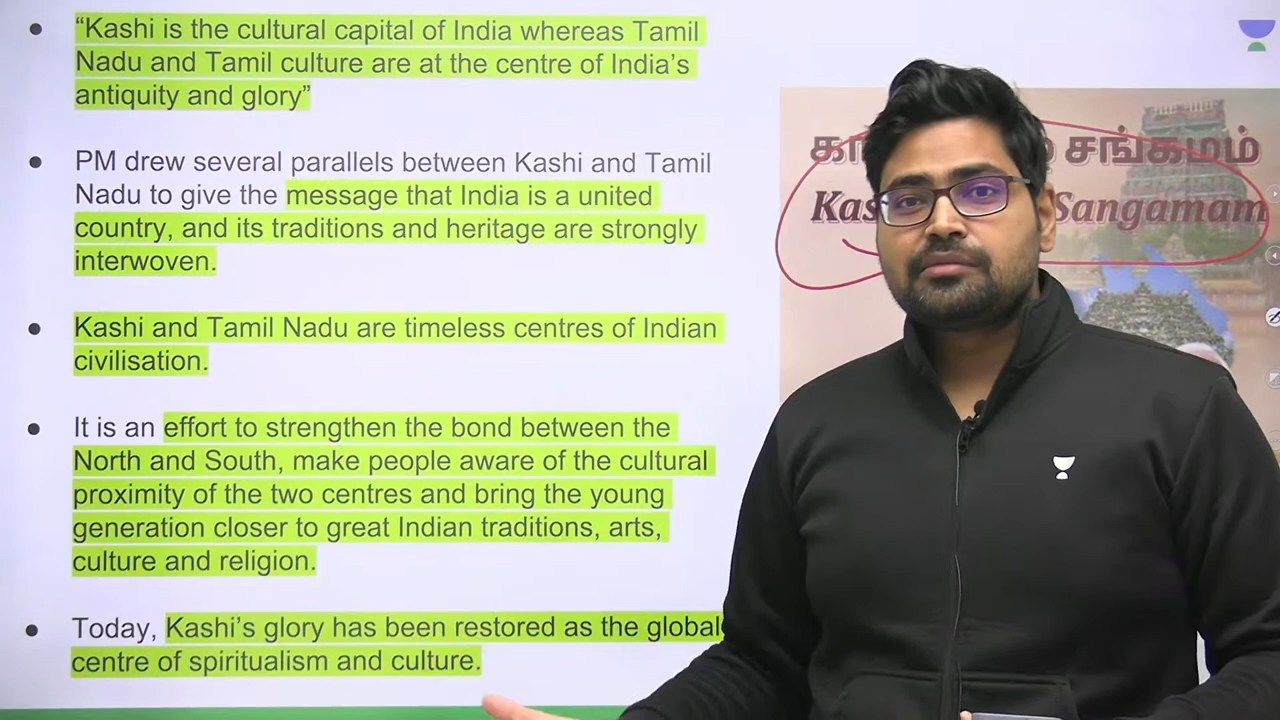 “Kashi is the cultural capital of India whereas Tamil
Nadu and Tamil culture are at the centre of India’s
antiquity and glory”
PM drew several parallels between Kashi and Tamil
Nadu to give the message that India is a united
country, and its traditions and heritage are strongly
interwoven.
Kashi and Tamil Nadu are timeless centres of Indian
civilisation.
It is an effort to strengthen the bond between the
North and South, make people aware of the cultural
proximity of the two centres and bring the young
generation closer to great Indian traditions, arts,
culture and religion.
Today, Kashi’s glory has been restored as the global
centre of spiritualism and culture.
சங்கமம்
Sangamam